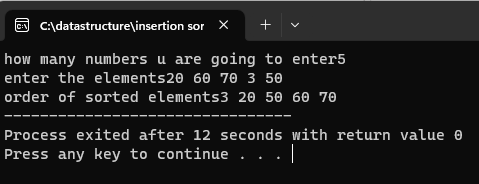 C:\datastructure\insertion sor
how many numbers u are going to enter5
enter the elements20 60 70 3 50
order of sorted elements3 20 50 60 70
--------------------------------
Process exited after 12 seconds with return value 0
Press any key to continue . . .